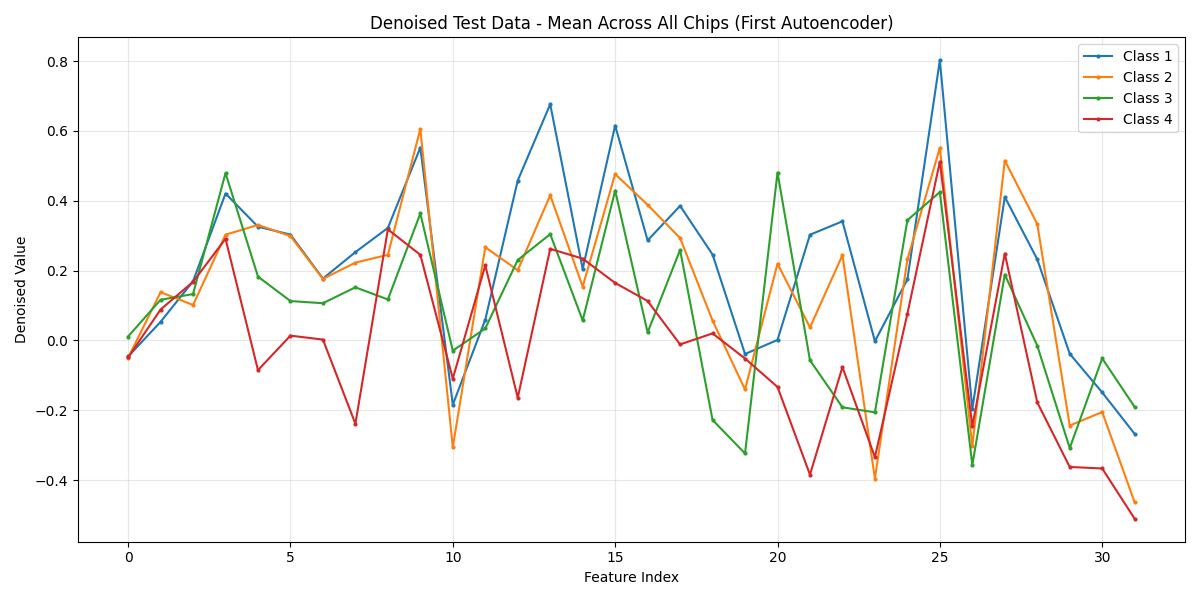 Denoised Test Data - Mean Across All Chips (First Autoencoder)
Class 1
Class 2
Class 3
Class 4
Denoised Value
0.8
0.6
0.4
0.2
0.0
−0.2
−0.4
0 5 10 15 20 25 30
Feature Index